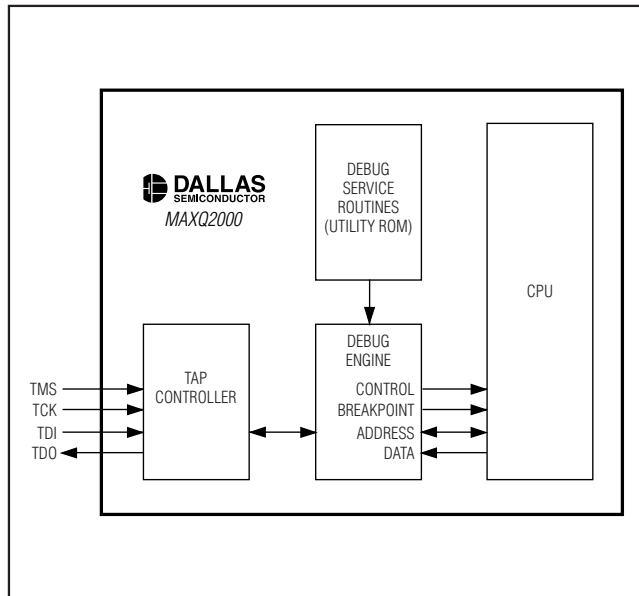 DALLAS
SEMICONDUCTOR
MAXQ2000
DEBUG
SERVICE
ROUTINES
(UTILITY ROM)
CPU
TAP
CONTROLLER
DEBUG
ENGINE
CONTROL
BREAKPOINT
ADDRESS
DATA
TMS
TCK
TDI
TDO